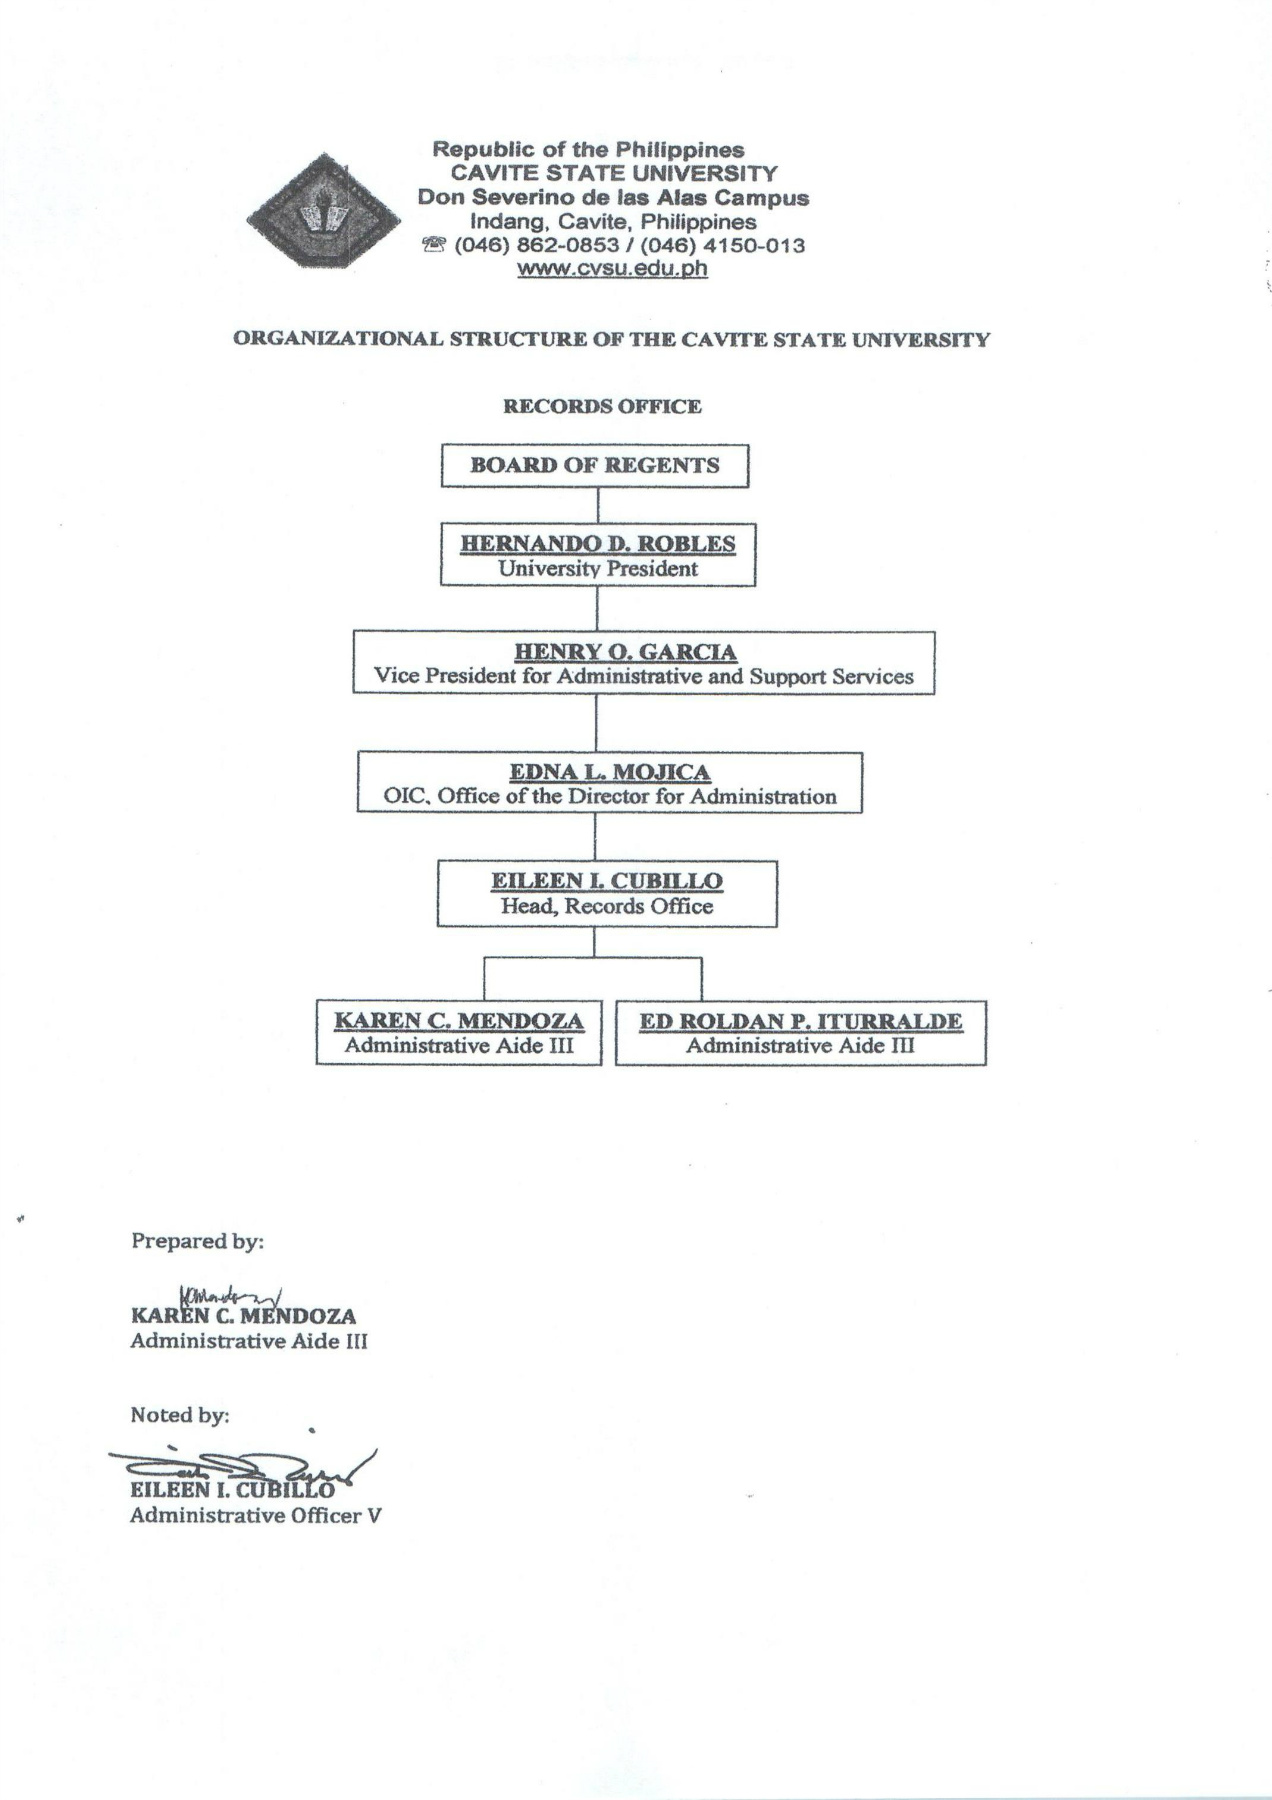 Republic of the Philippines
CAVITE STATE UNIVERSITY
Don Severino de las Alas Campus
Indang, Cavite, Philippines
☏ (046) 862-0853 / (046) 4150-013
www.cvsu.edu.ph
ORGANIZATIONAL STRUCTURE OF THE CAVITE STATE UNIVERSITY
RECORDS OFFICE
BOARD OF REGENTS
HERNANDO D. ROBLES
University President
HENRY O. GARCIA
Vice President for Administrative and Support Services
EDNA L. MOJICA
OIC, Office of the Director for Administration
EILEEN I. CUBILLO
Head, Records Office
KAREN C. MENDOZA
Administrative Aide III
ED ROLDAN P. ITURRALDE
Administrative Aide III
Prepared by:
KAREN C. MENDOZA
Administrative Aide III
Noted by:
EILEEN I. CUBILLO
Administrative Officer V